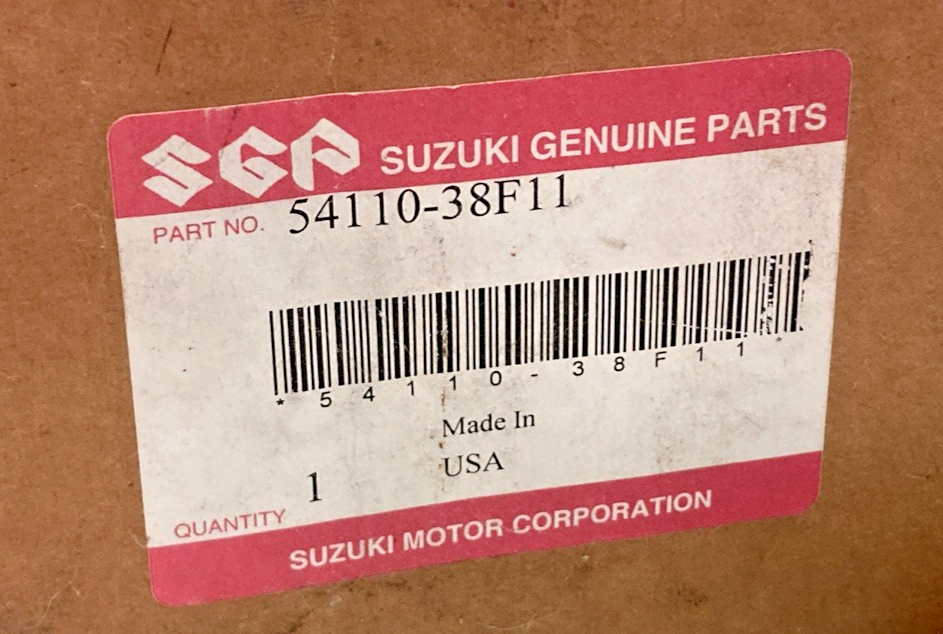 SGP SUZUKI GENUINE PARTS
PART NO. 54110-38F11
*54110-38F11*
Made In
USA
1
QUANTITY
SUZUKI MOTOR CORPORATION